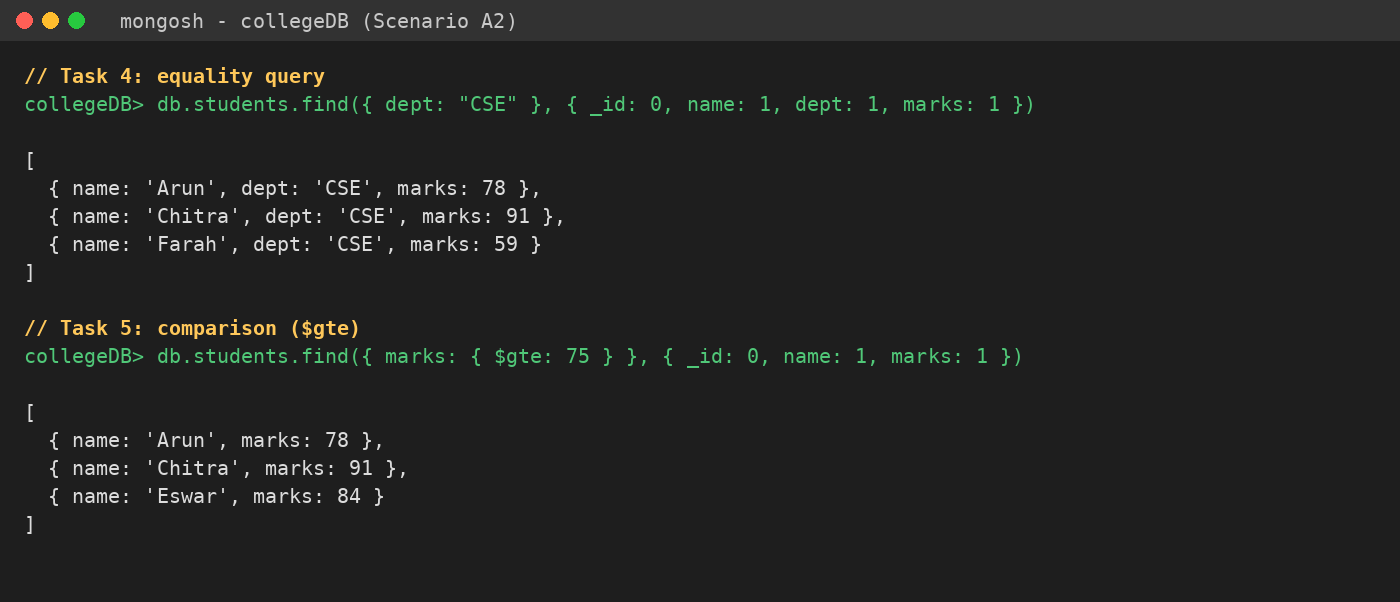 mongosh - collegeDB (Scenario A2)
// Task 4: equality query
collegeDB> db.students.find({ dept: "CSE" }, { _id: 0, name: 1, dept: 1, marks: 1 })
[
  { name: 'Arun', dept: 'CSE', marks: 78 },
  { name: 'Chitra', dept: 'CSE', marks: 91 },
  { name: 'Farah', dept: 'CSE', marks: 59 }
]
// Task 5: comparison ($gte)
collegeDB> db.students.find({ marks: { $gte: 75 } }, { _id: 0, name: 1, marks: 1 })
[
  { name: 'Arun', marks: 78 },
  { name: 'Chitra', marks: 91 },
  { name: 'Eswar', marks: 84 }
]